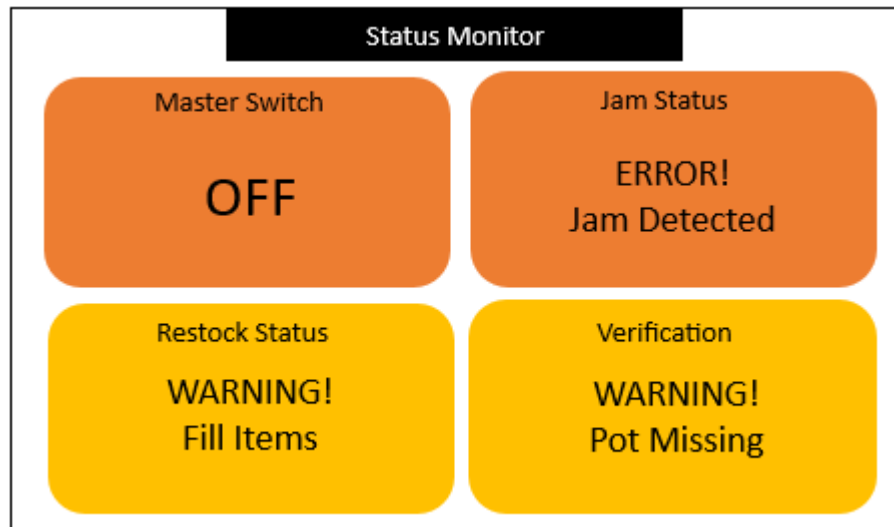 Status Monitor
Master Switch
OFF
Jam Status
ERROR!
Jam Detected
Restock Status
WARNING!
Fill Items
Verification
WARNING!
Pot Missing